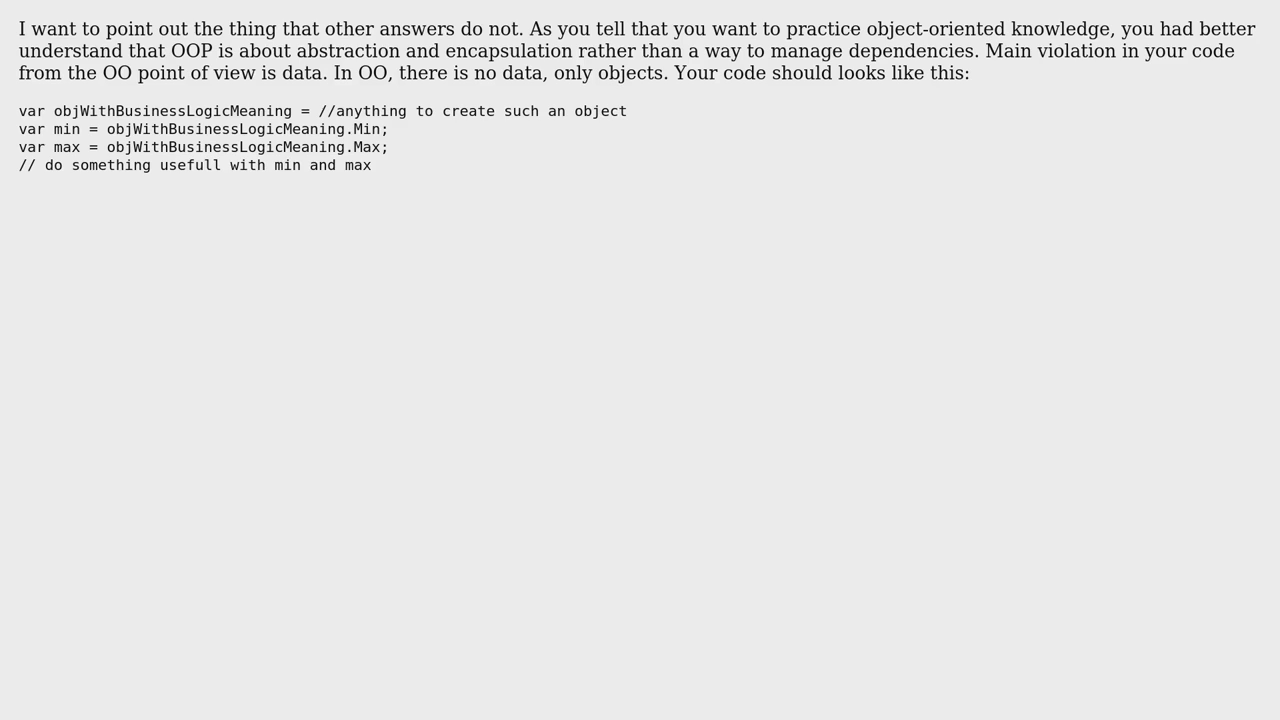 I want to point out the thing that other answers do not. As you tell that you want to practice object-oriented knowledge, you had better
understand that OOP is about abstraction and encapsulation rather than a way to manage dependencies. Main violation in your code
from the OO point of view is data. In OO, there is no data, only objects. Your code should looks like this:
var objWithBusinessLogicMeaning = //anything to create such an object
var min = objWithBusinessLogicMeaning.Min;
var max = objWithBusinessLogicMeaning.Max;
// do something usefull with min and max